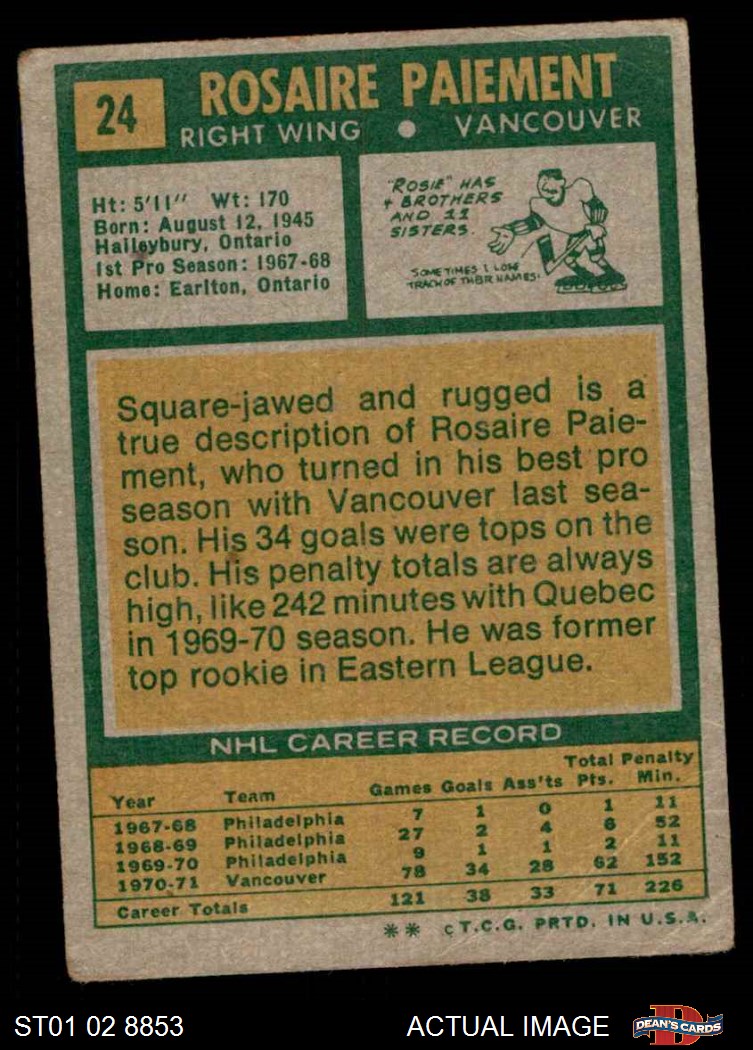 24
ROSAIRE PAIEMENT
RIGHT WING • VANCOUVER
Ht: 5'11" Wt: 170
Born: August 12, 1945
Haileybury, Ontario
1st Pro Season: 1967-68
Home: Earlton, Ontario
"ROSIE" HAS
4 BROTHERS
AND 11
SISTERS.
SOMETIMES I LOSE
TRACK OF THEIR NAMES!
Square-jawed and rugged is a
true description of Rosaire Paie-
ment, who turned in his best pro
season with Vancouver last sea-
son. His 34 goals were tops on the
club. His penalty totals are always
high, like 242 minutes with Quebec
in 1969-70 season. He was former
top rookie in Eastern League.
NHL CAREER RECORD
Year Team Games Goals Ass'ts Total Pts. Penalty Min.
1967-68 Philadelphia 7 1 0 1 11
1968-69 Philadelphia 27 2 4 6 52
1969-70 Philadelphia 9 1 1 2 11
1970-71 Vancouver 78 34 28 62 152
Career Totals 121 38 33 71 226
** © T.C.G. PRTD. IN U.S.A.
ST01 02 8853
ACTUAL IMAGE
DEAN'S CARDS